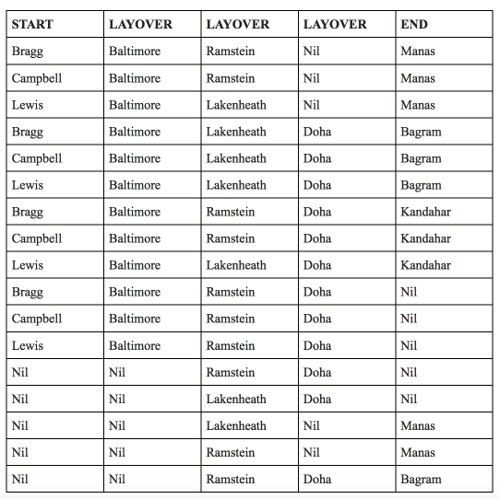 START LAYOVER LAYOVER LAYOVER END
Bragg Baltimore Ramstein Nil Manas
Campbell Baltimore Ramstein Nil Manas
Lewis Baltimore Lakenheath Nil Manas
Bragg Baltimore Lakenheath Doha Bagram
Campbell Baltimore Lakenheath Doha Bagram
Lewis Baltimore Lakenheath Doha Bagram
Bragg Baltimore Ramstein Doha Kandahar
Campbell Baltimore Ramstein Doha Kandahar
Lewis Baltimore Lakenheath Doha Kandahar
Bragg Baltimore Ramstein Doha Nil
Campbell Baltimore Ramstein Doha Nil
Lewis Baltimore Ramstein Doha Nil
Nil Nil Ramstein Doha Nil
Nil Nil Lakenheath Doha Nil
Nil Nil Lakenheath Nil Manas
Nil Nil Ramstein Nil Manas
Nil Nil Ramstein Doha Bagram